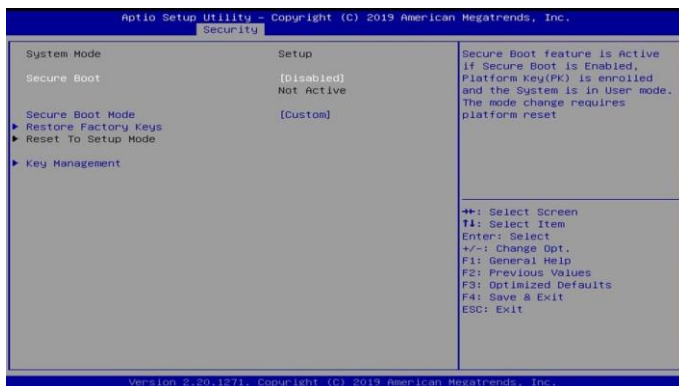 Aptio Setup Utility – Copyright (C) 2019 American Megatrends, Inc.
Security
System Mode Setup
Secure Boot [Disabled]
Not Active
Secure Boot Mode [Custom]
▶ Restore Factory Keys
▶ Reset To Setup Mode
▶ Key Management
Secure Boot feature is Active
if Secure Boot is Enabled,
Platform Key(PK) is enrolled
and the System is in User mode.
The mode change requires
platform reset
→←: Select Screen
↑↓: Select Item
Enter: Select
+/-: Change Opt.
F1: General Help
F2: Previous Values
F3: Optimized Defaults
F4: Save & Exit
ESC: Exit
Version 2.20.1271. Copyright (C) 2019 American Megatrends, Inc.